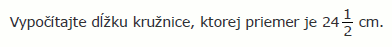 Vypočítajte dĺžku kružnice, ktorej priemer je 24 1/2 cm.